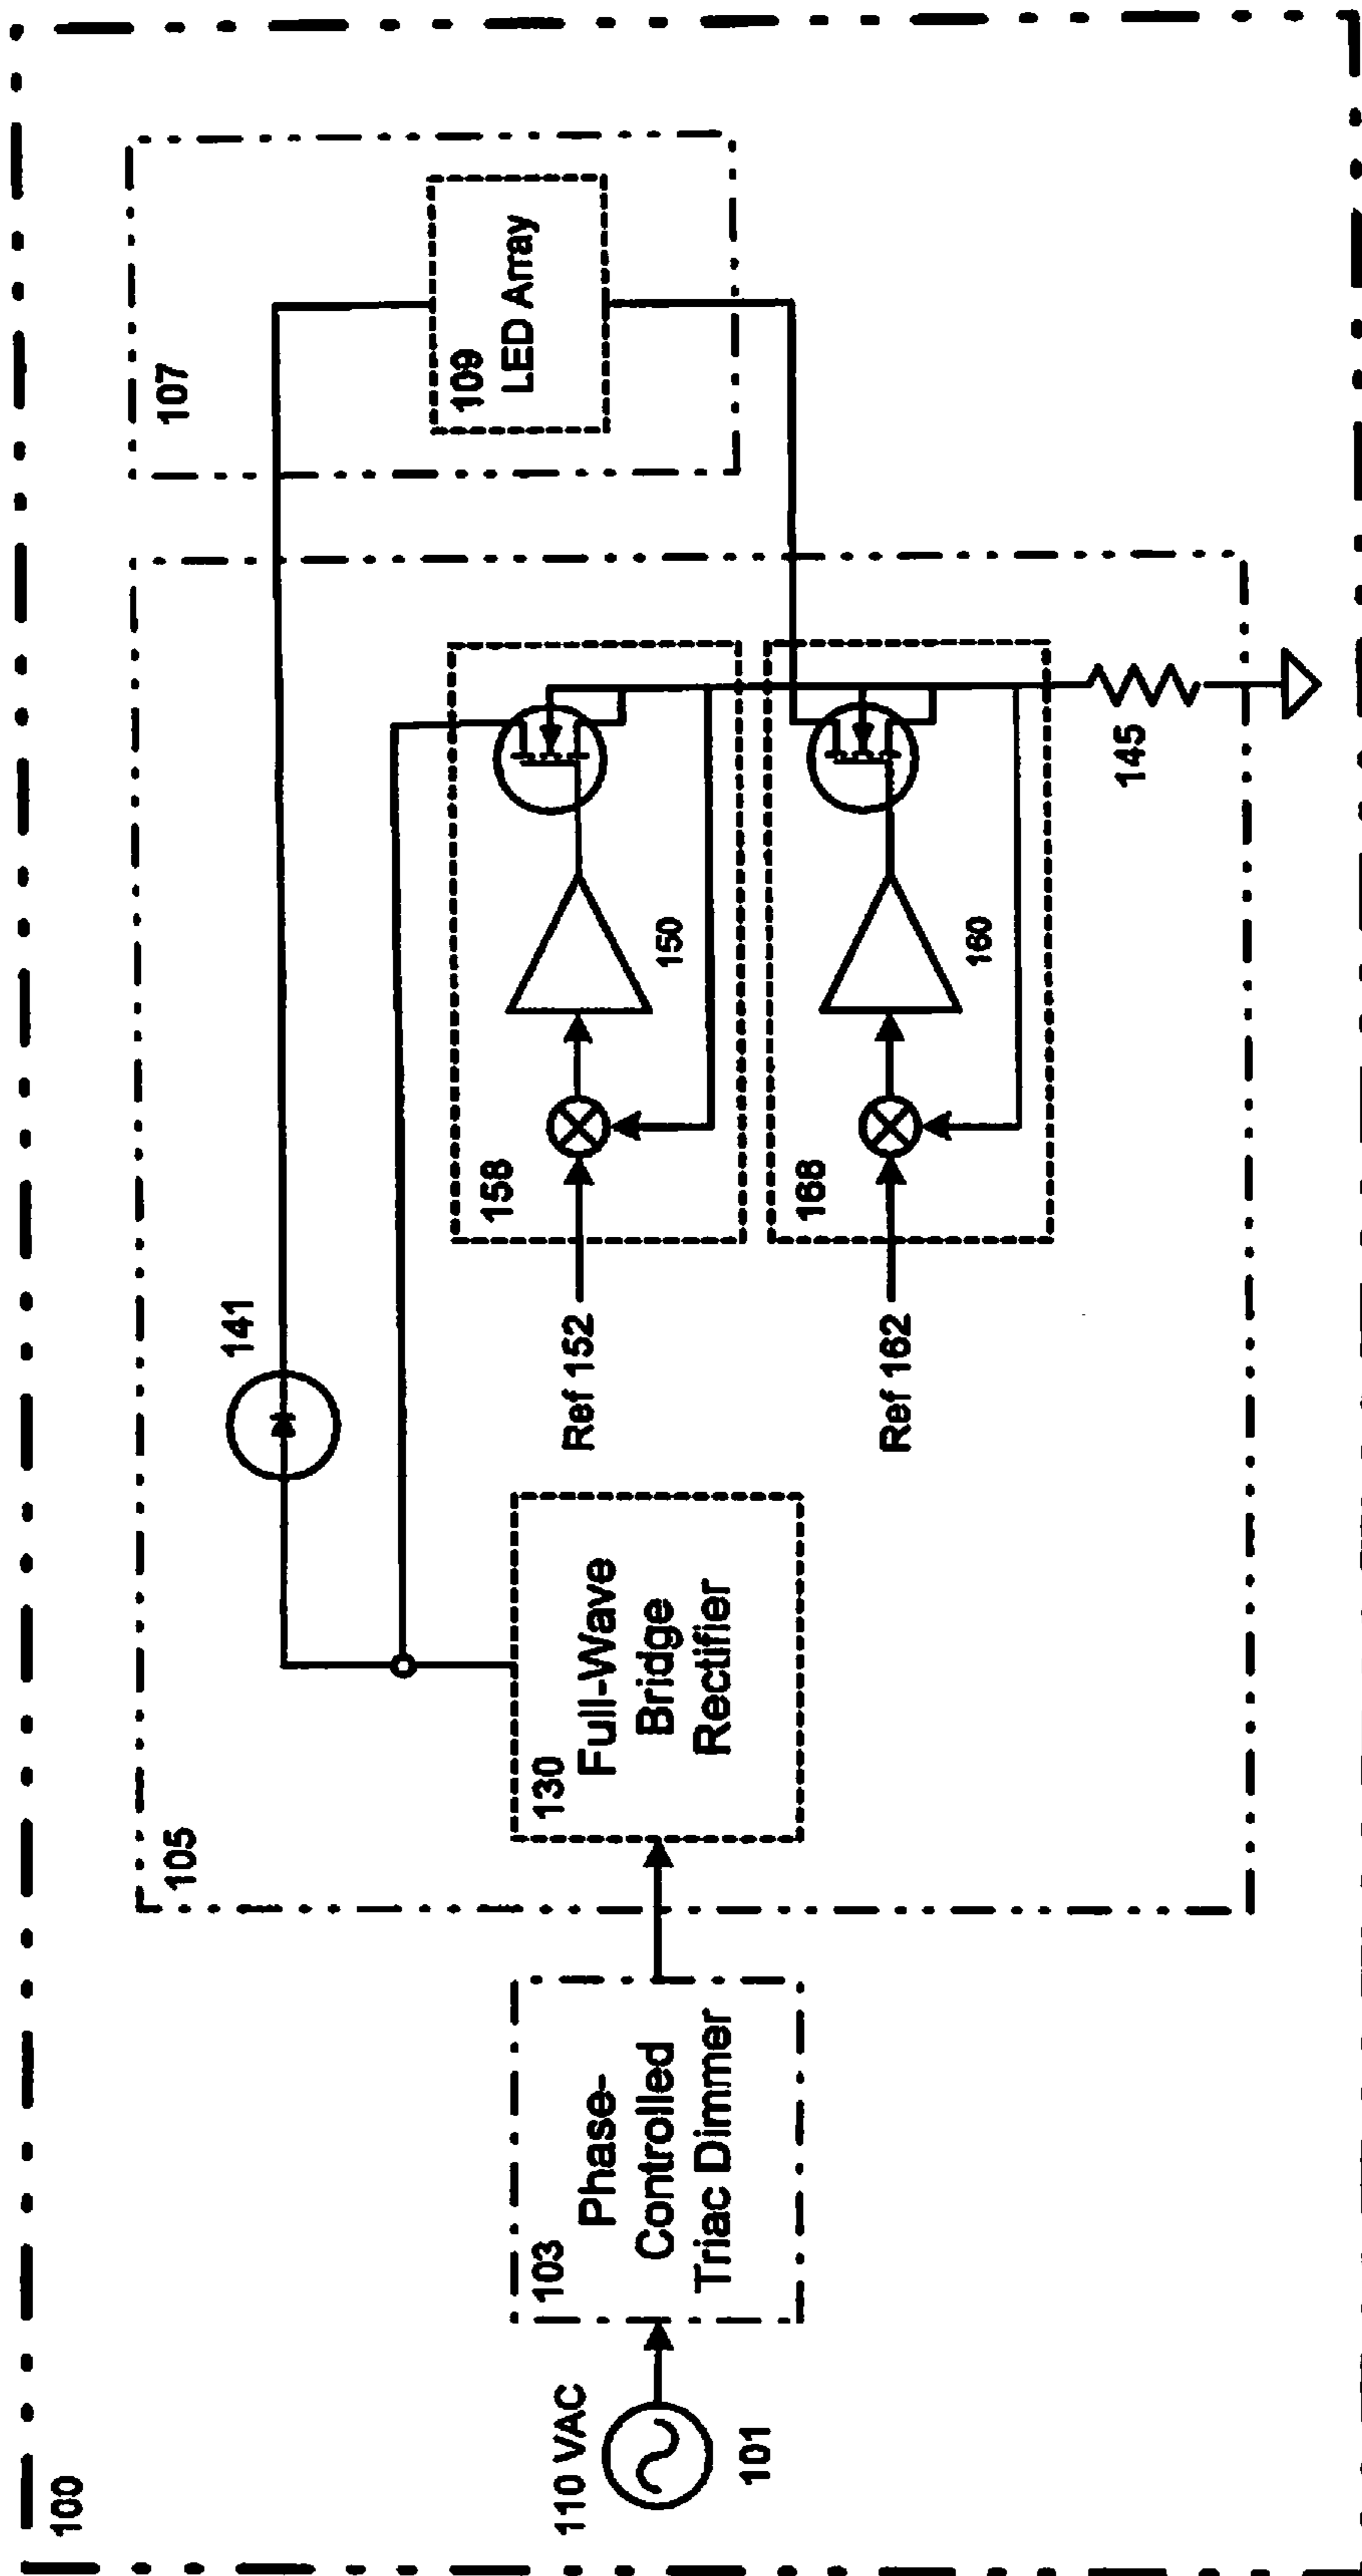 100
110 VAC
101
103
Phase-
Controlled
Triac Dimmer
105
130
Full-Wave
Bridge
Rectifier
141
Ref 152
158
150
Ref 162
168
160
145
107
109
LED Array